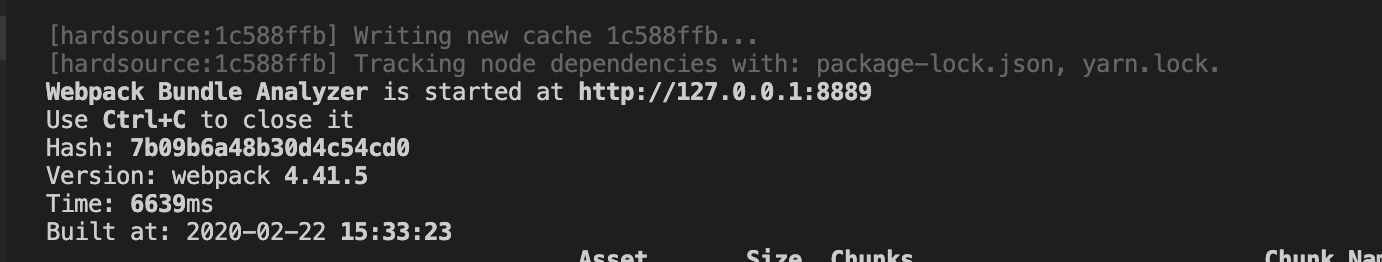 [hardsource:1c588ffb] Writing new cache 1c588ffb...
[hardsource:1c588ffb] Tracking node dependencies with: package-lock.json, yarn.lock.
Webpack Bundle Analyzer is started at http://127.0.0.1:8889
Use Ctrl+C to close it
Hash: 7b09b6a48b30d4c54cd0
Version: webpack 4.41.5
Time: 6639ms
Built at: 2020-02-22 15:33:23
Asset Size Chunks Chunk Nam